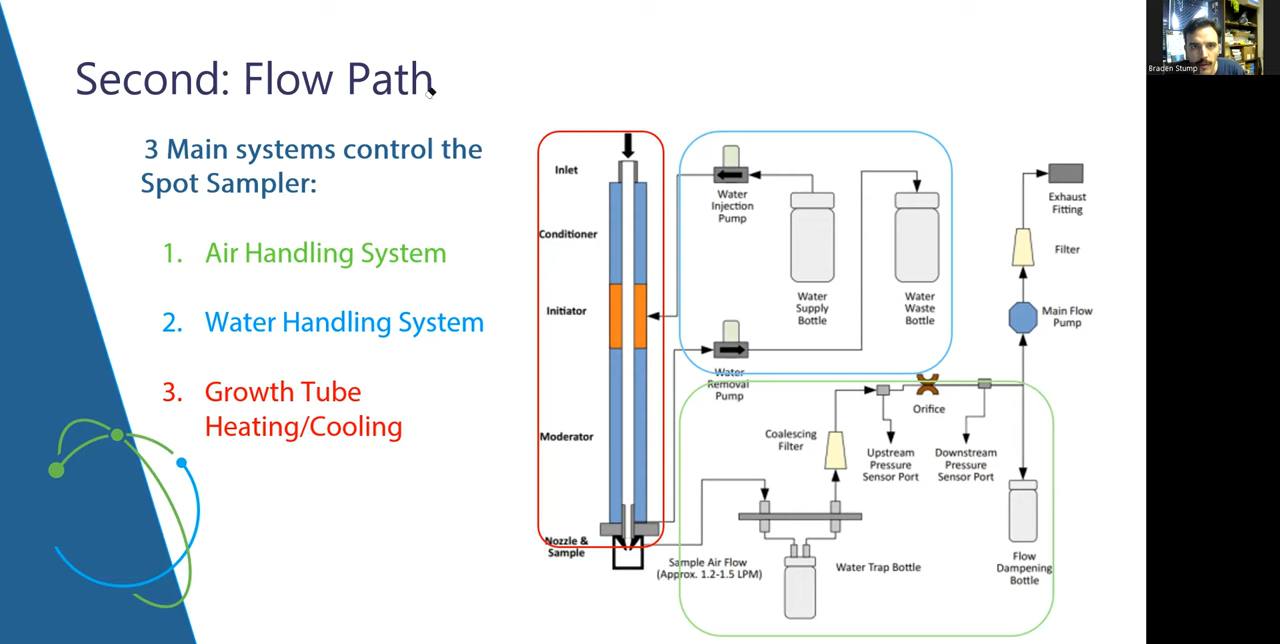 Second: Flow Path
Braden Stump
3 Main systems control the
Spot Sampler:
1. Air Handling System
2. Water Handling System
3. Growth Tube
Heating/Cooling
Inlet
Conditioner
Initiator
Moderator
Nozzle &
Sample
Water
Injection
Pump
Water
Supply
Bottle
Water
Waste
Bottle
Water
Removal
Pump
Exhaust
Fitting
Filter
Main Flow
Pump
Orifice
Coalescing
Filter
Upstream
Pressure
Sensor Port
Downstream
Pressure
Sensor Port
Sample Air Flow
(Approx. 1.2-1.5 LPM)
Water Trap Bottle
Flow
Dampening
Bottle